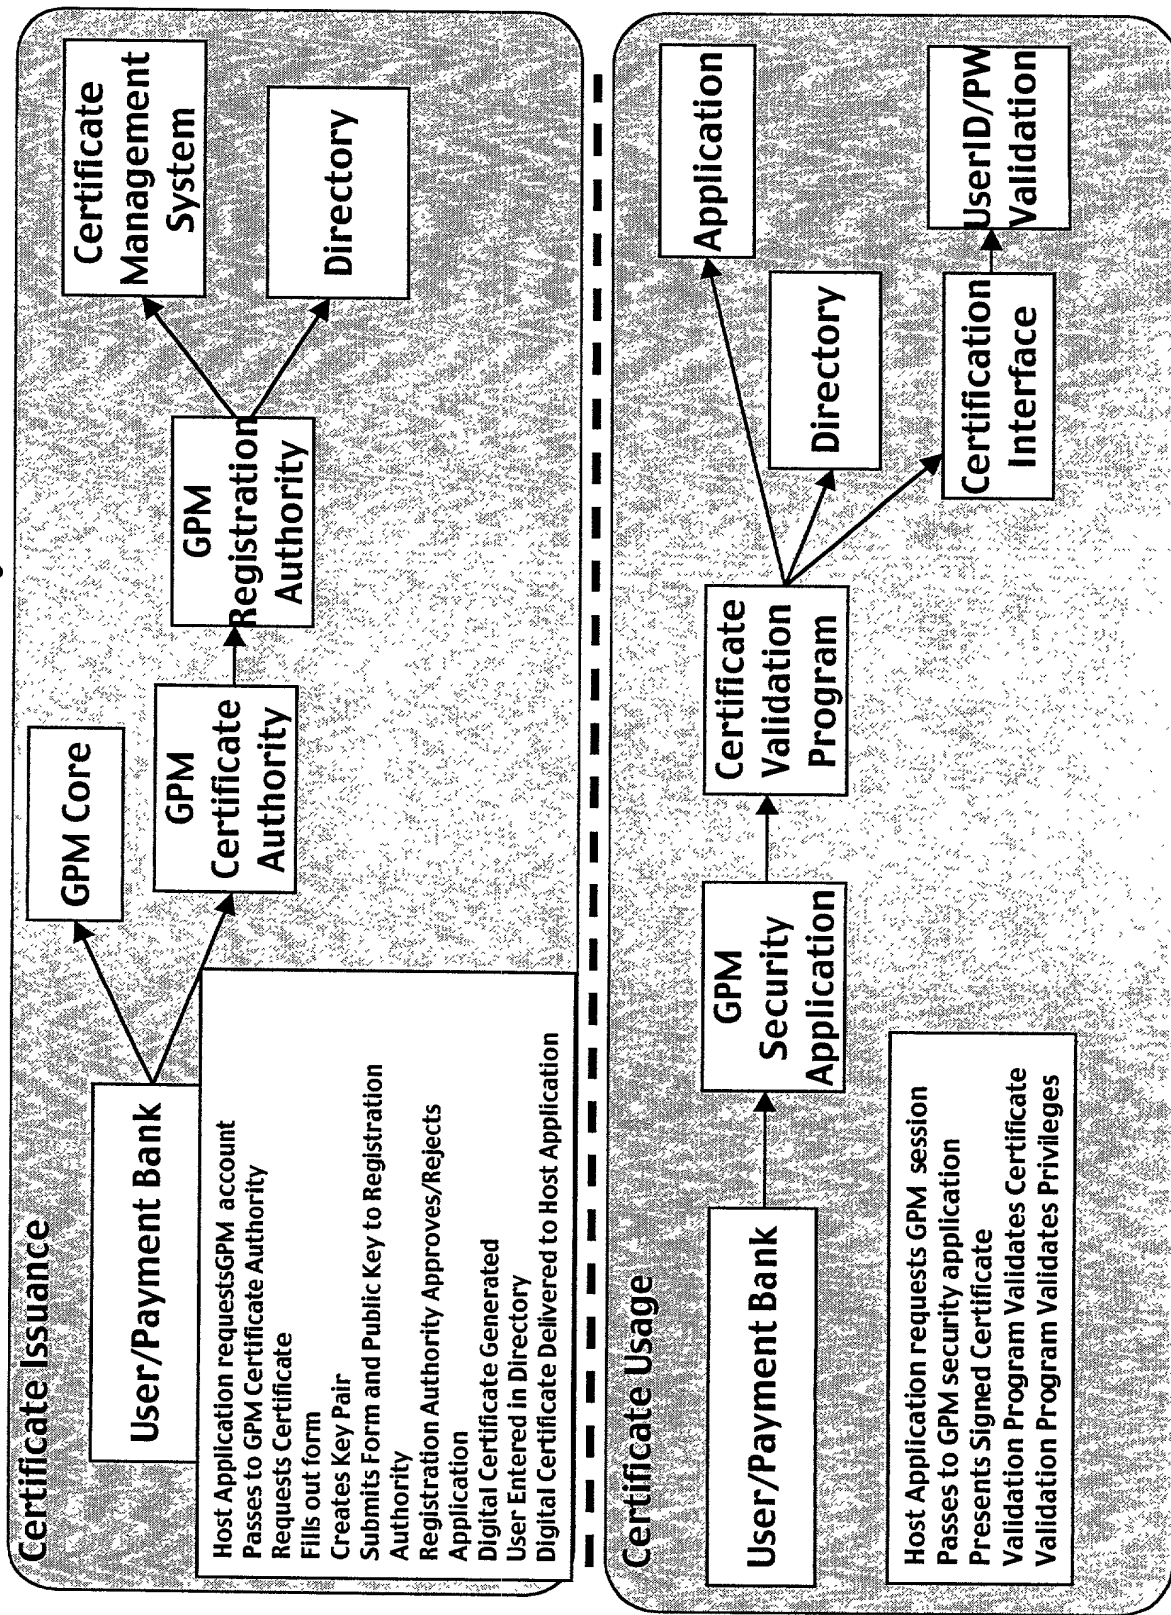 Certificate Issuance
User/Payment Bank
GPM Core
GPM
Certificate
Authority
GPM
Registration
Authority
Certificate
Management
System
Directory
Host Application requestsGPM account
Passes to GPM Certificate Authority
Requests Certificate
Fills out form
Creates Key Pair
Submits Form and Public Key to Registration
Authority
Registration Authority Approves/Rejects
Application
Digital Certificate Generated
User Entered in Directory
Digital Certificate Delivered to Host Application
Certificate Usage
User/Payment Bank
GPM
Security
Application
Certificate
Validation
Program
Application
Directory
Certification
Interface
UserID/PW
Validation
Host Application requests GPM session
Passes to GPM security application
Presents Signed Certificate
Validation Program Validates Certificate
Validation Program Validates Privileges